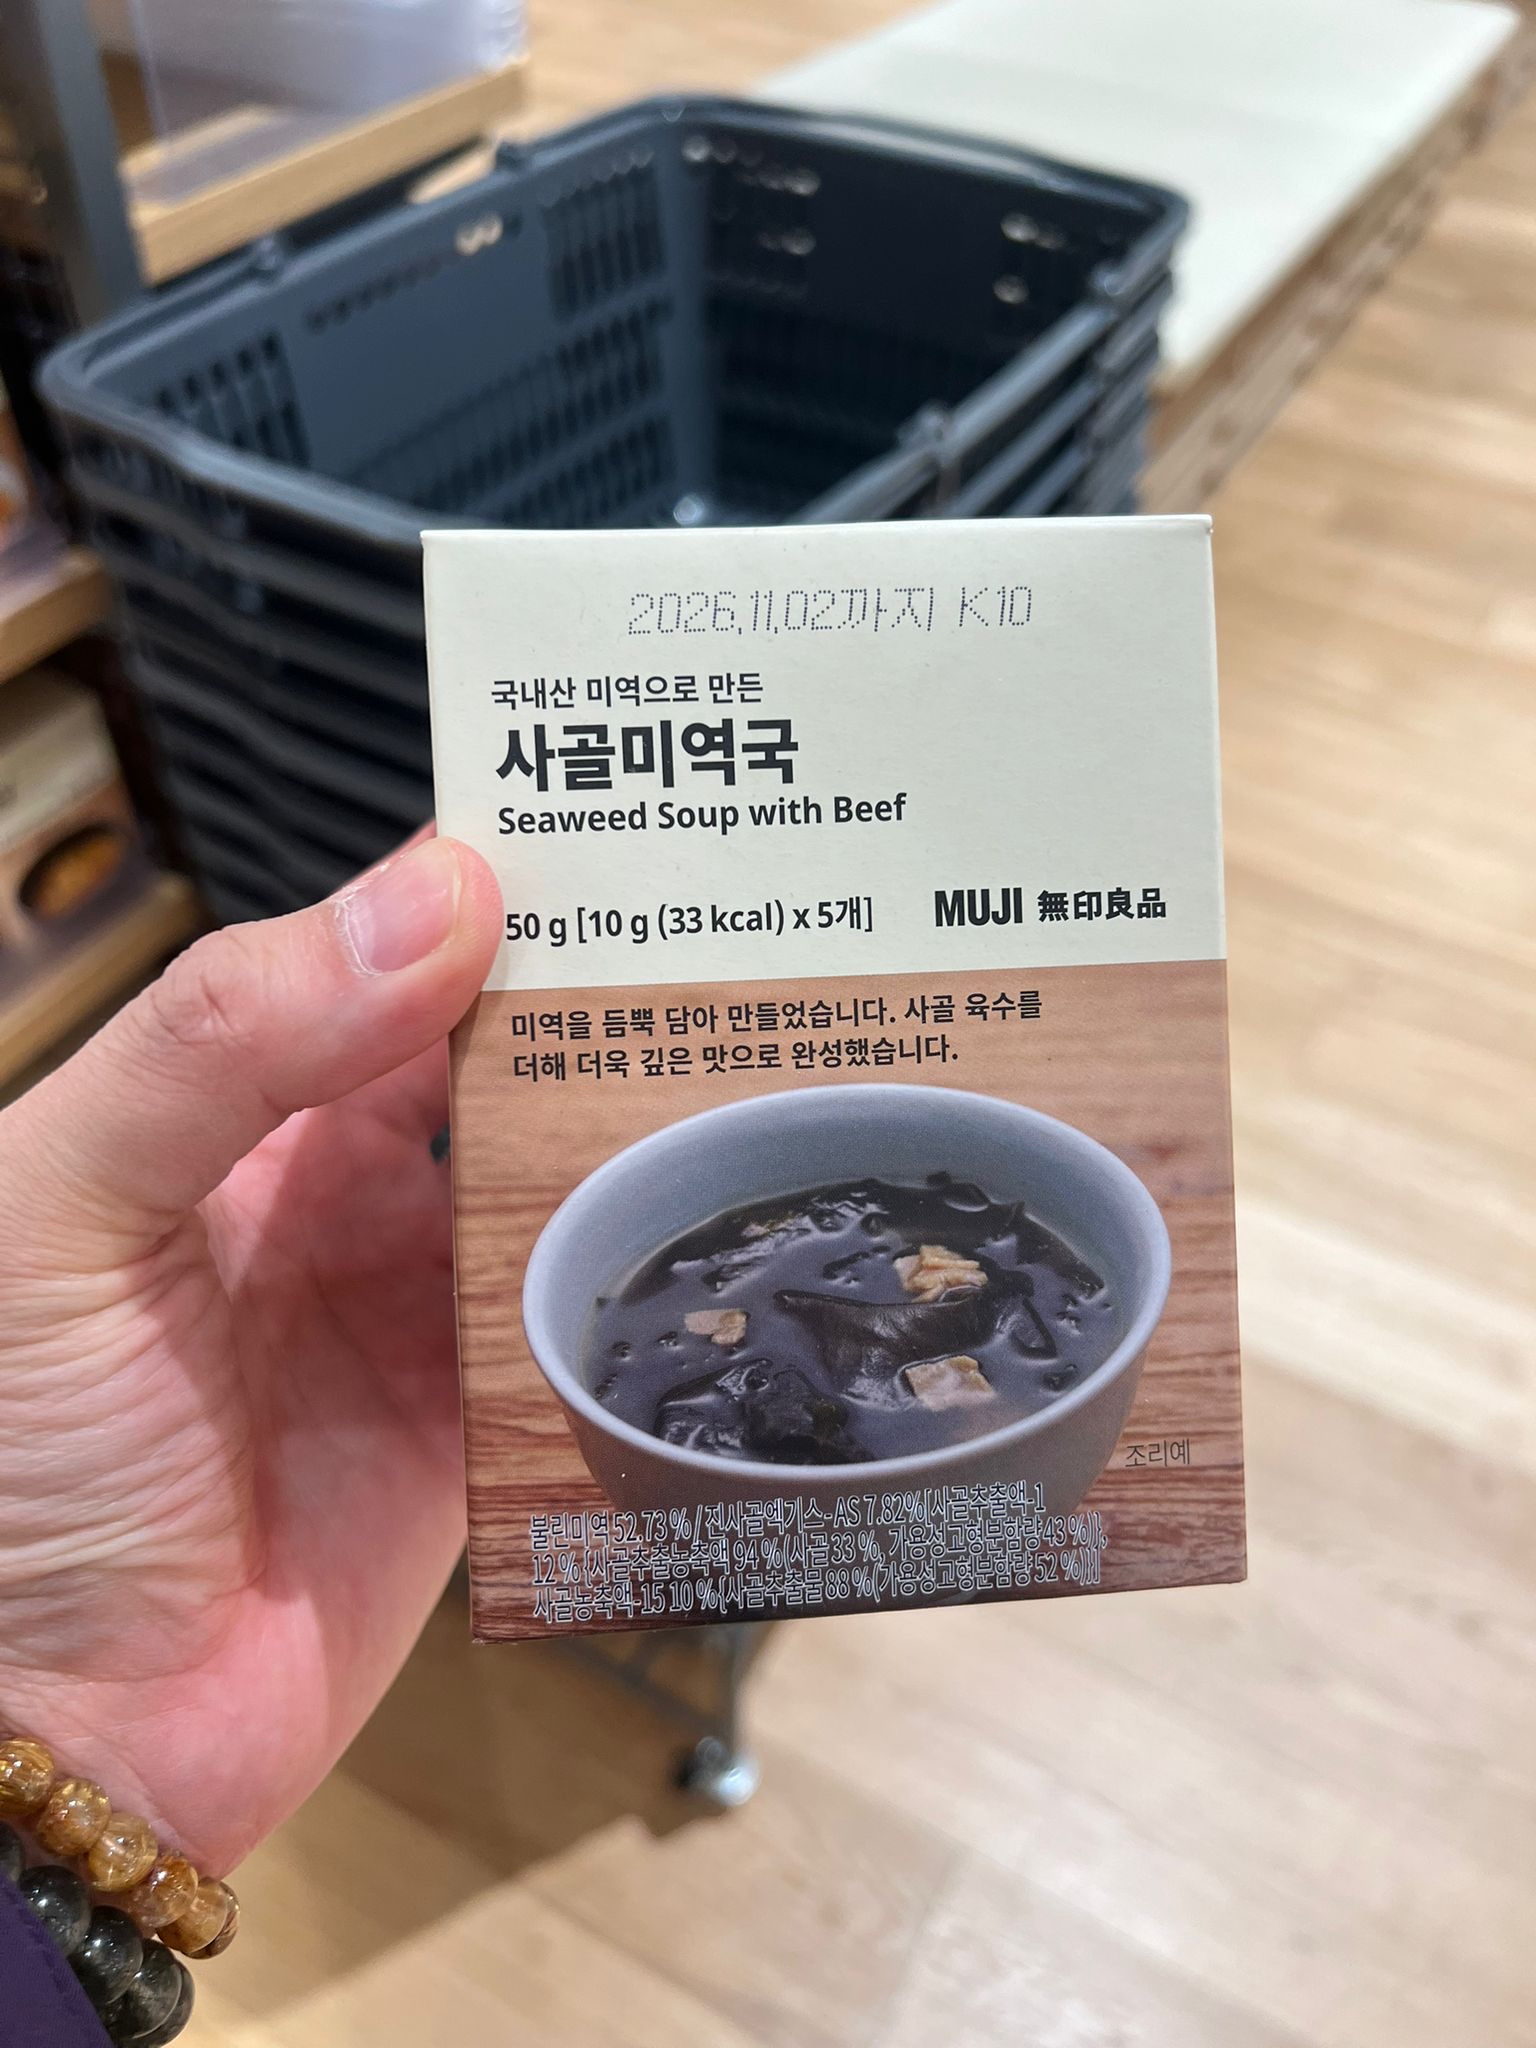 2026.11.02까지 K10
국내산 미역으로 만든
사골미역국
Seaweed Soup with Beef
50 g [10 g (33 kcal) x 5개]
MUJI 無印良品
미역을 듬뿍 담아 만들었습니다. 사골 육수를
더해 더욱 깊은 맛으로 완성했습니다.
조리예
불린미역 52.73 % / 진사골엑기스-AS 7.82%[사골추출액-1
12 % {사골추출농축액 94 %(사골 33 %, 가용성고형분함량 43 %)},
사골농축액-15 10 %{사골추출물 88 %(가용성고형분함량 52 %)}]